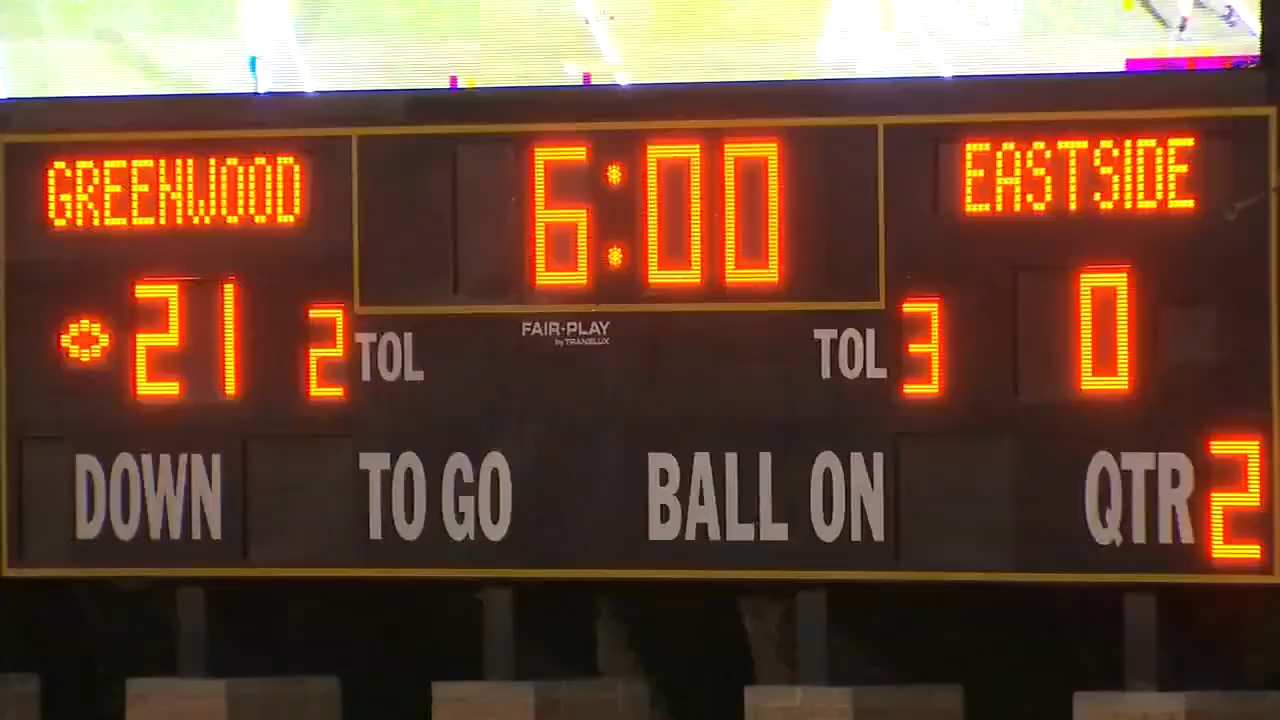 GREENWOOD 6:00 EASTSIDE
21 2 TOL TOL 3 0
FAIR-PLAY
by TRANS-LUX
DOWN TO GO BALL ON QTR 2